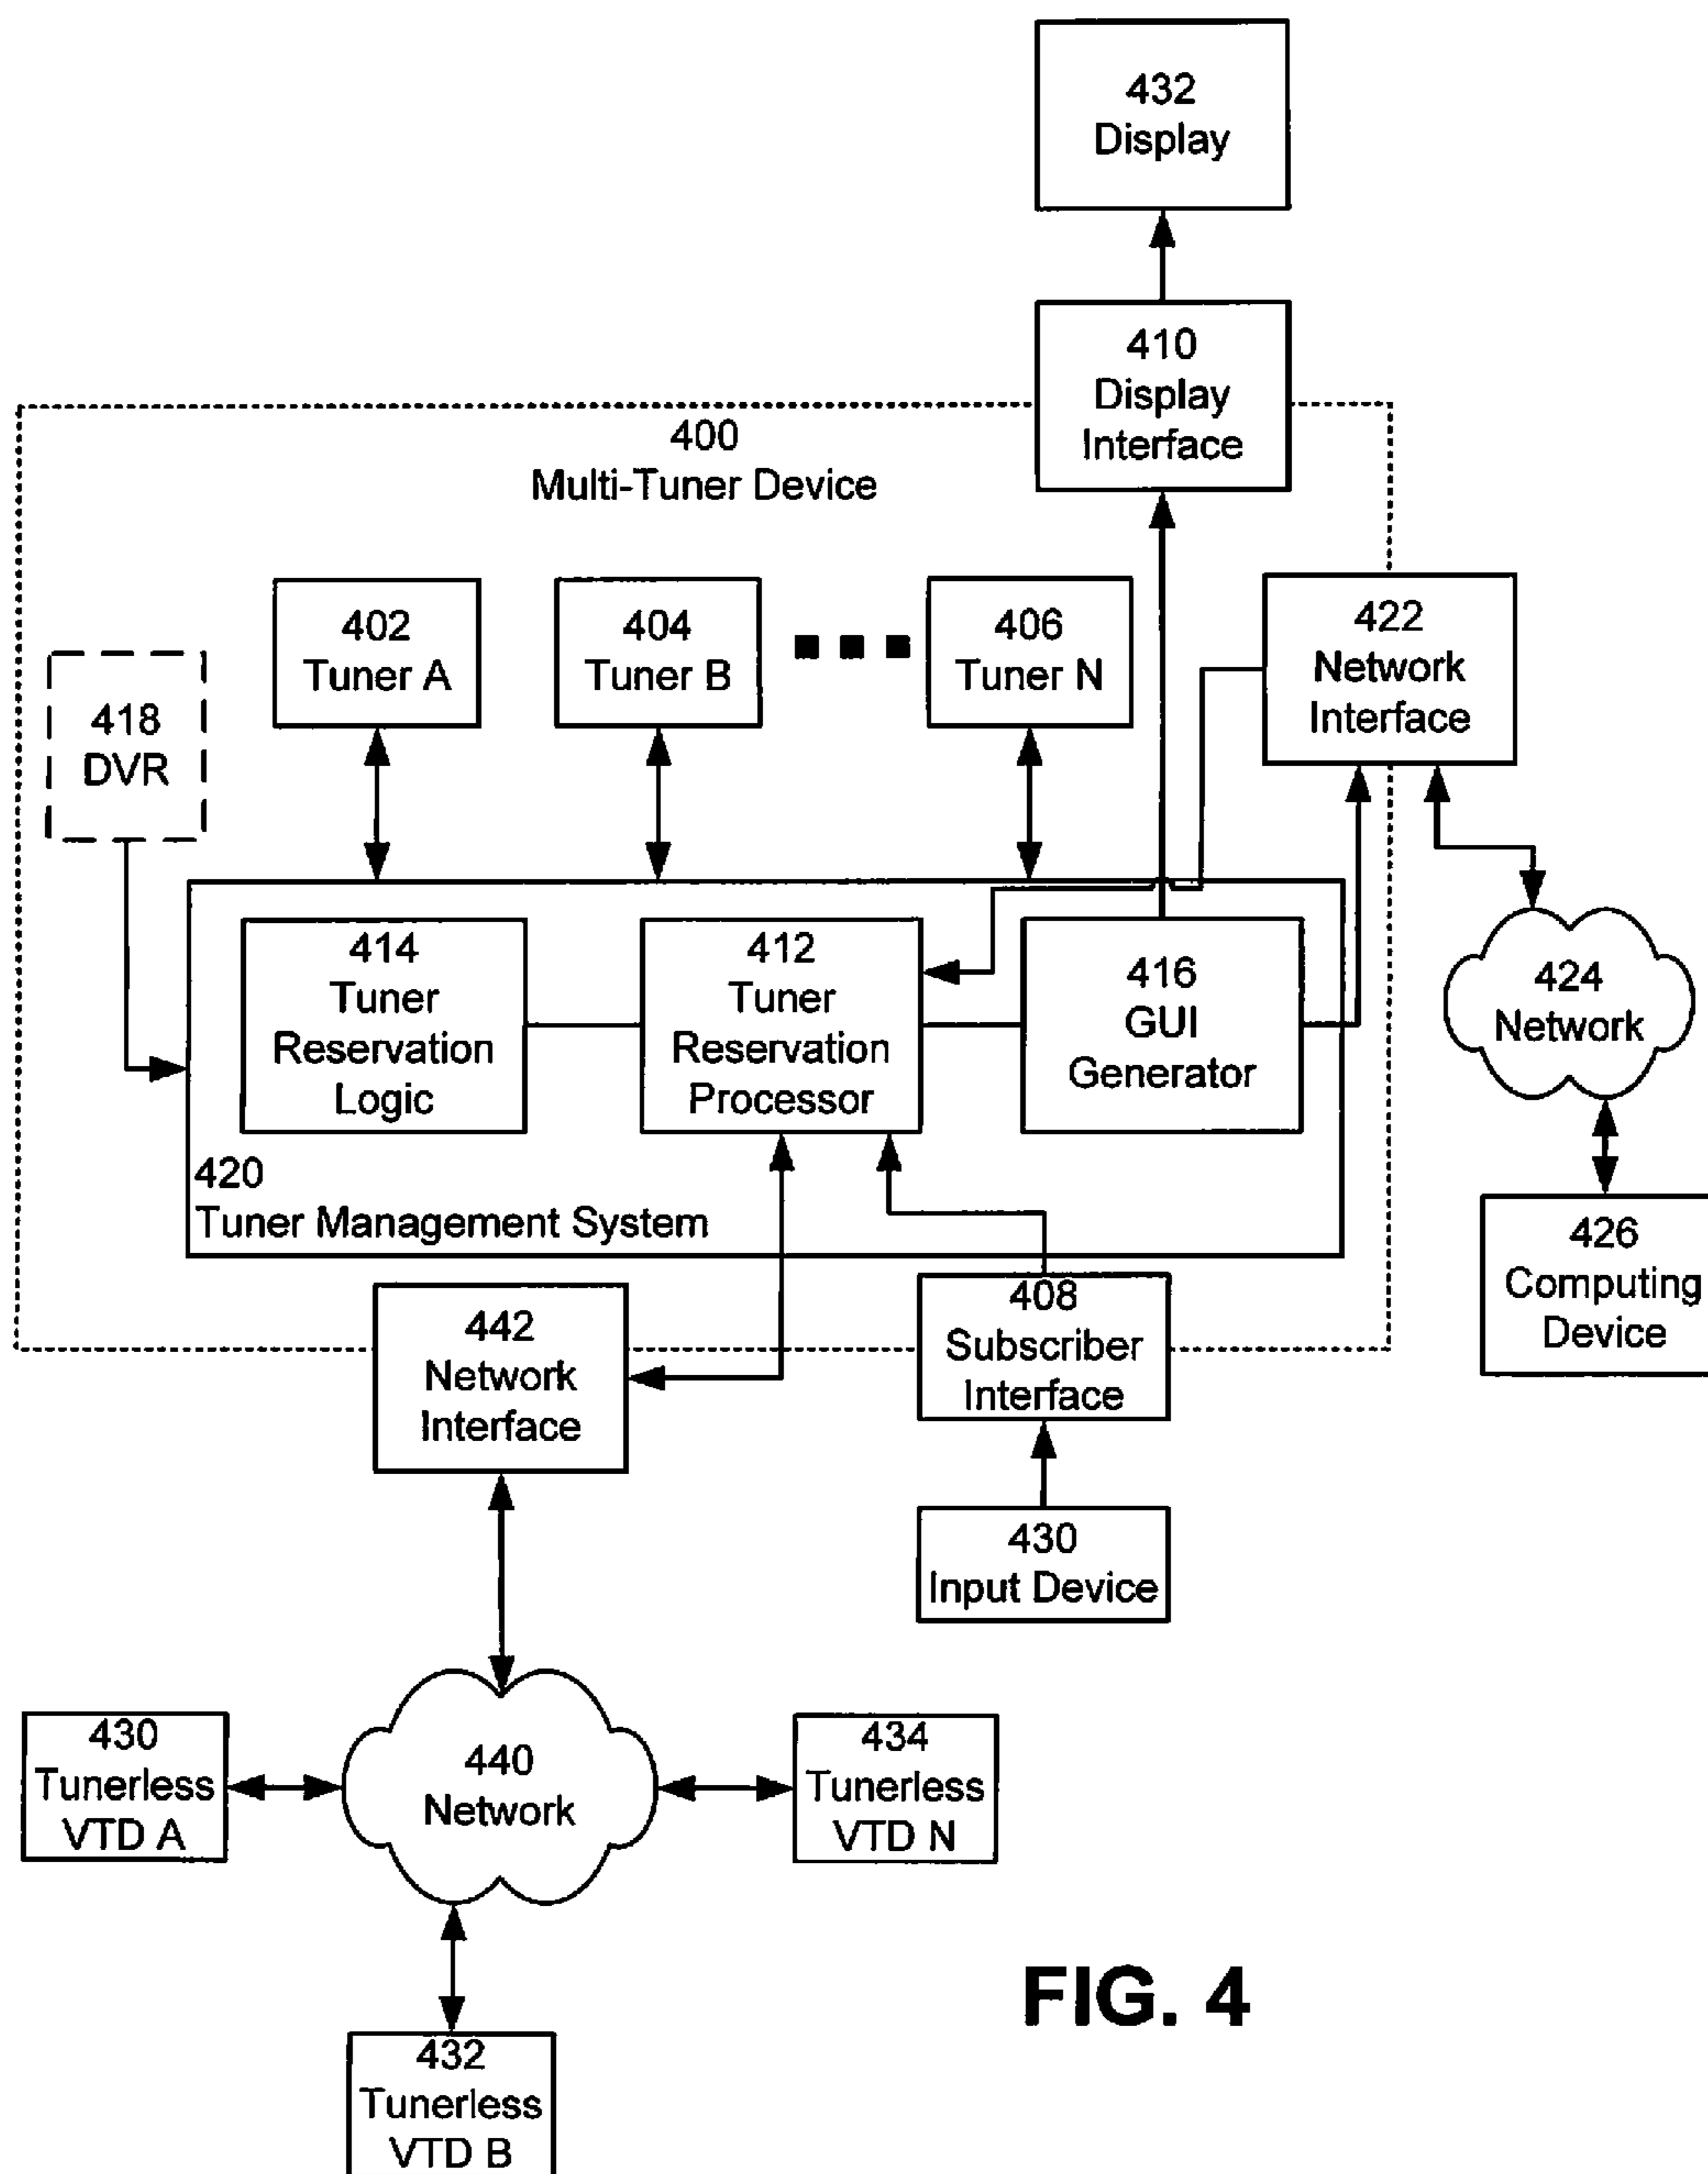 432
Display
410
Display
Interface
400
Multi-Tuner Device
402
Tuner A
404
Tuner B
406
Tuner N
422
Network
Interface
418
DVR
414
Tuner
Reservation
Logic
412
Tuner
Reservation
Processor
416
GUI
Generator
424
Network
420
Tuner Management System
426
Computing
Device
442
Network
Interface
408
Subscriber
Interface
430
Input Device
430
Tunerless
VTD A
440
Network
434
Tunerless
VTD N
432
Tunerless
VTD B
FIG. 4